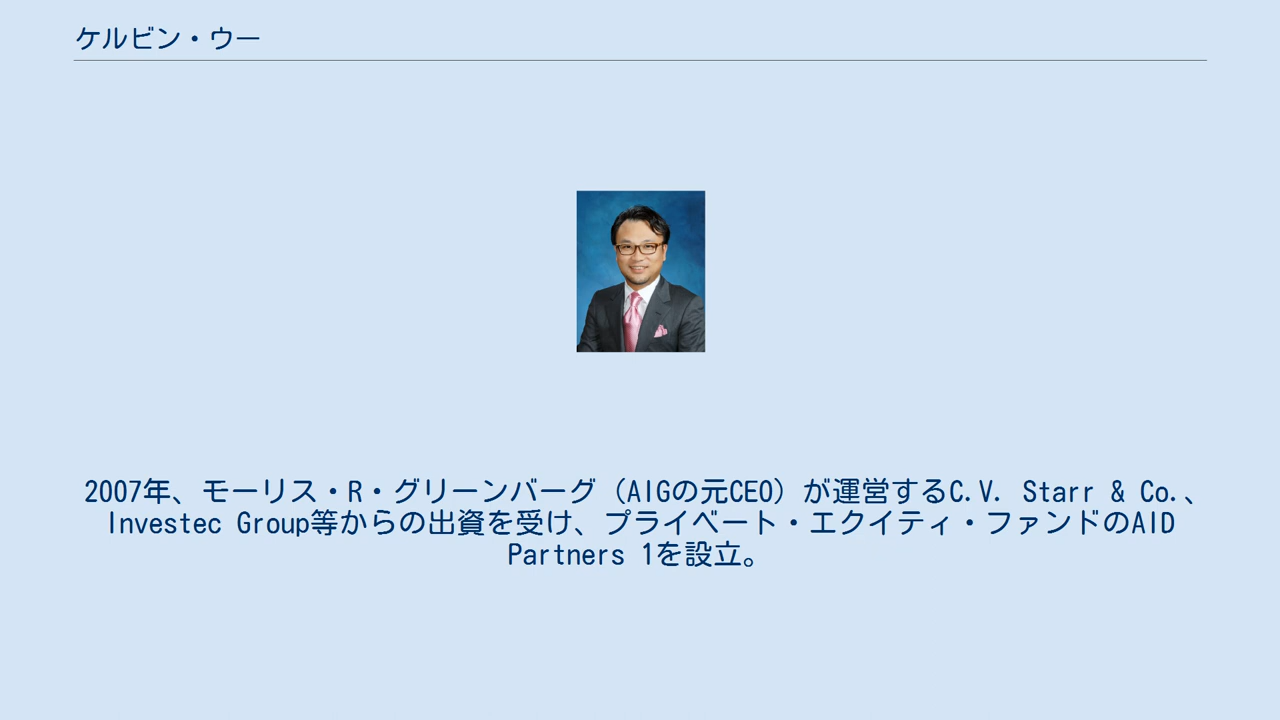 ケルビン・ウー
2007年、モーリス・R・グリーンバーグ（AIGの元CEO）が運営するC.V. Starr & Co.、
Investec Group等からの出資を受け、プライベート・エクイティ・ファンドのAID
Partners 1を設立。